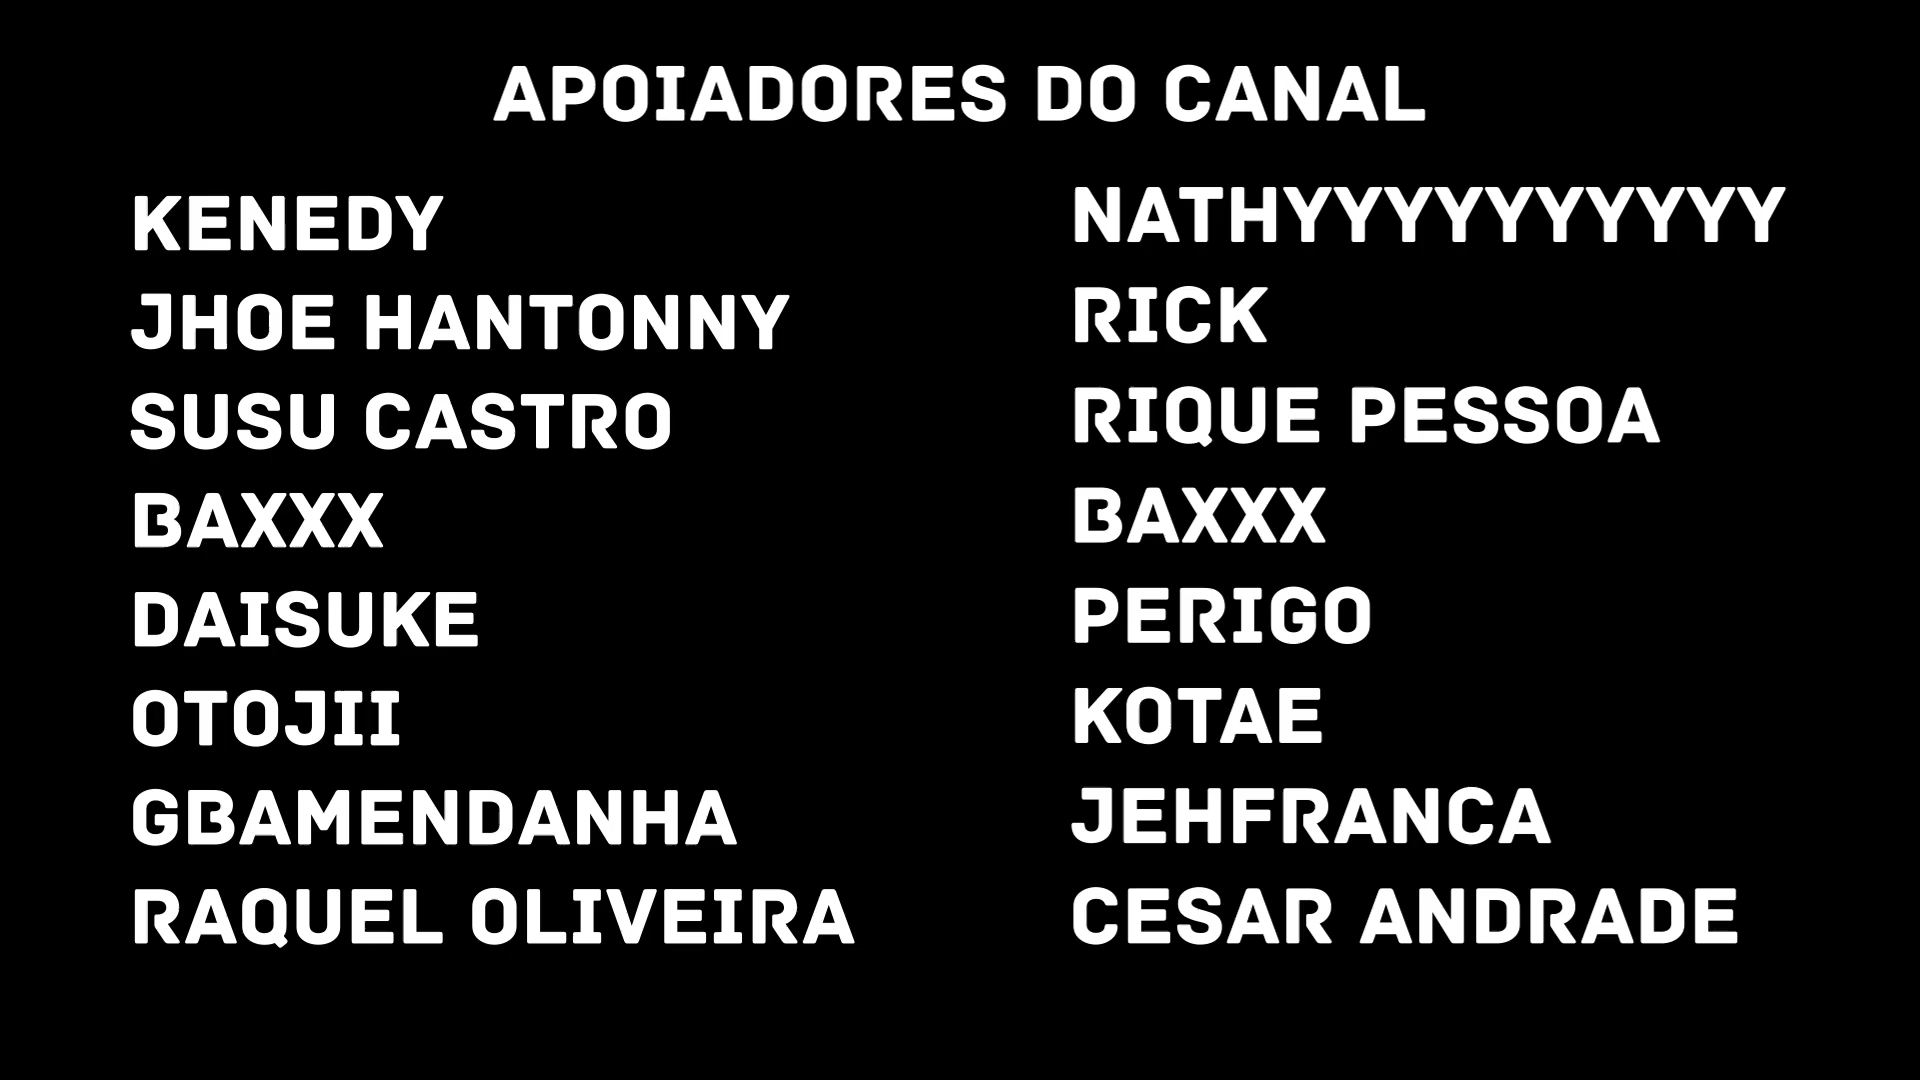 APOIADORES DO CANAL
KENEDY
JHOE HANTONNY
SUSU CASTRO
BAXXX
DAISUKE
OTOJII
GBAMENDANHA
RAQUEL OLIVEIRA
NATHYYYYYYYYYY
RICK
RIQUE PESSOA
BAXXX
PERIGO
KOTAE
JEHFRANCA
CESAR ANDRADE